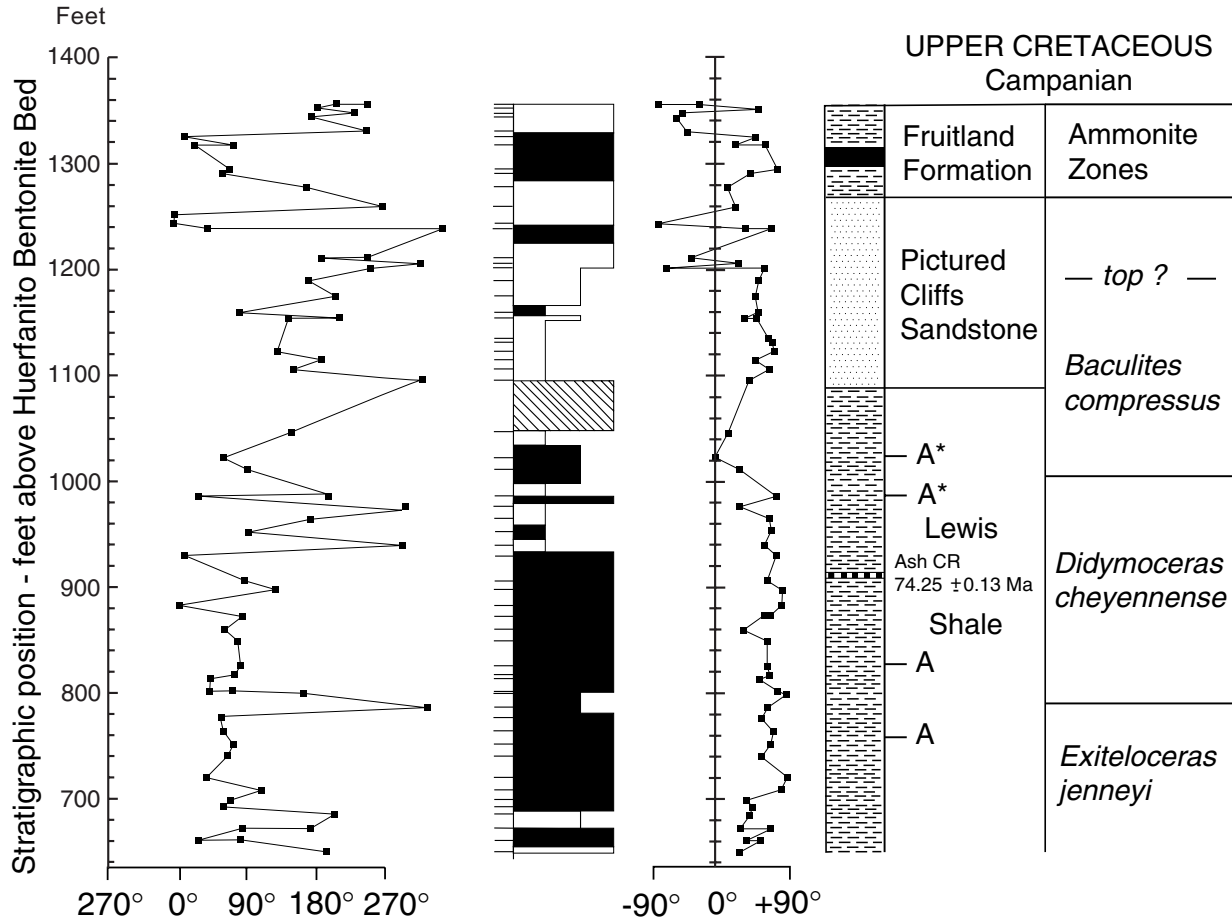 Feet
Stratigraphic position - feet above Huerfanito Bentonite Bed
1400
1300
1200
1100
1000
900
800
700
270° 0° 90° 180° 270°
-90° 0° +90°
UPPER CRETACEOUS
Campanian
Fruitland
Formation
Ammonite
Zones
Pictured
Cliffs
Sandstone
top ?
Baculites
compressus
A*
A*
Lewis
Ash CR
74.25 ±0.13 Ma
Shale
Didymoceras
cheyennense
A
A
Exiteloceras
jenneyi